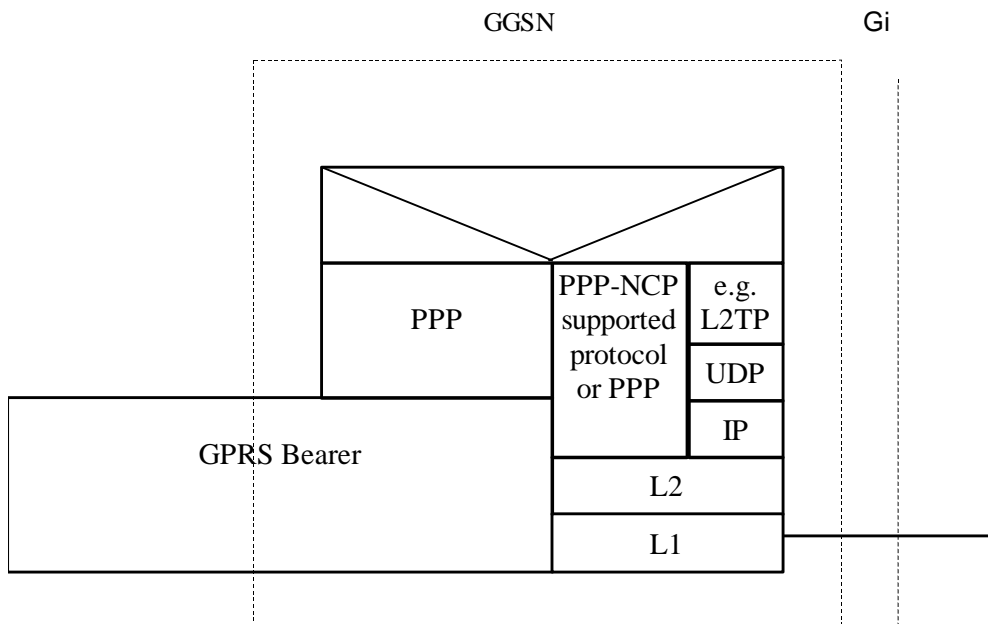 GGSN
Gi
PPP
PPP-NCP
supported
protocol
or PPP
e.g.
L2TP
UDP
IP
GPRS Bearer
L2
L1